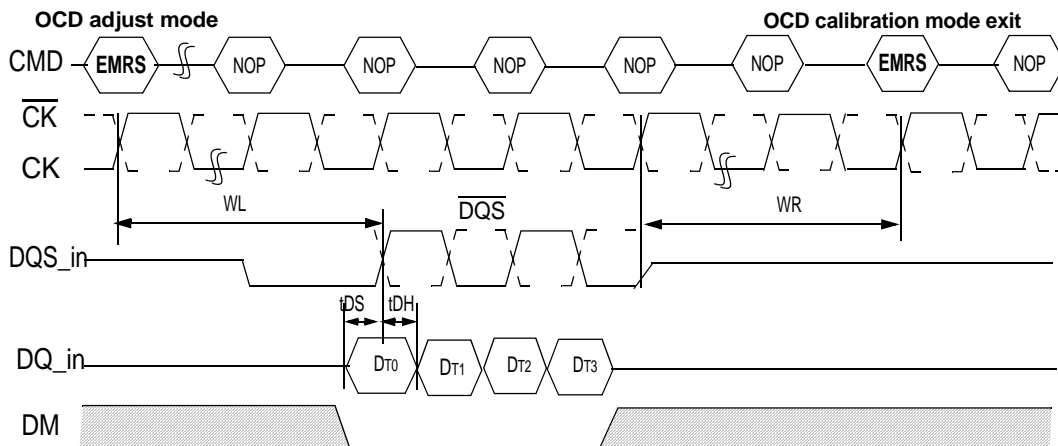 OCD adjust mode
OCD calibration mode exit
CMD EMRS NOP NOP NOP NOP NOP EMRS NOP
CK
CK
WL DQS WR
DQS_in
tDS tDH
DQ_in DT0 DT1 DT2 DT3
DM